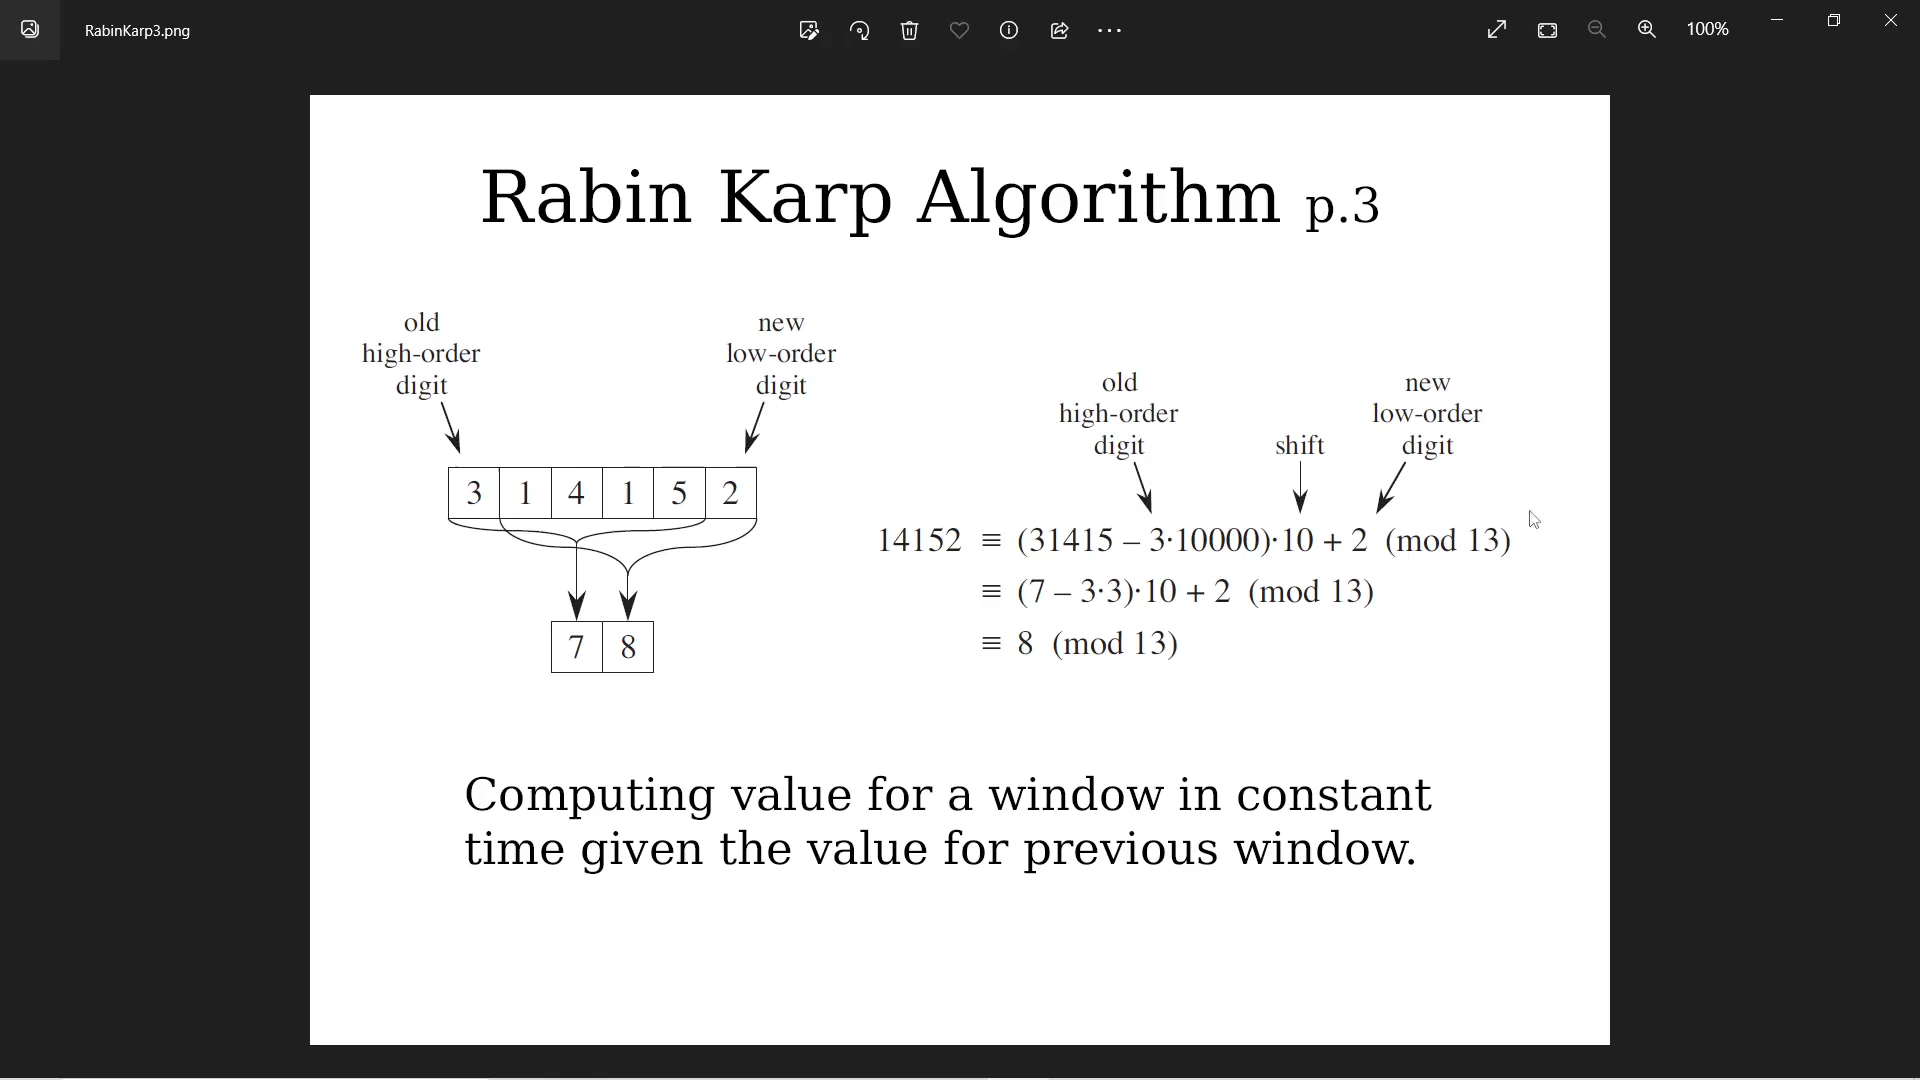 RabinKarp3.png
100%
Rabin Karp Algorithm p.3
old
high-order
digit
new
low-order
digit
3 1 4 1 5 2
7 8
old
high-order
digit
shift
new
low-order
digit
14152 ≡ (31415 – 3·10000)·10 + 2 (mod 13)
≡ (7 – 3·3)·10 + 2 (mod 13)
≡ 8 (mod 13)
Computing value for a window in constant
time given the value for previous window.